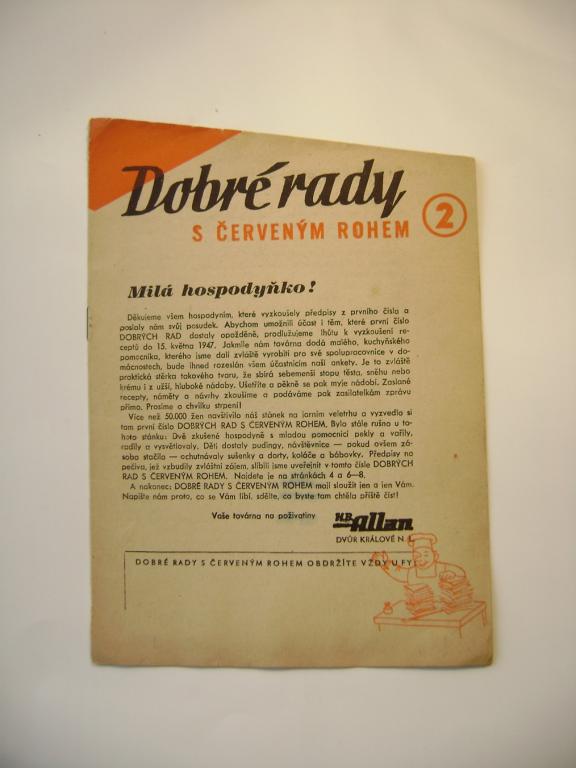 Dobré rady
S ČERVENÝM ROHEM
2
Milá hospodyňko!
Děkujeme všem hospodyním, které vyzkoušely předpisy z prvního čísla a
poslaly nám svůj posudek. Abychom umožnili účast i těm, které první číslo
DOBRÝCH RAD dostaly opožděně, prodlužujeme lhůtu k vyzkoušení re-
ceptů do 15. května 1947. Jakmile nám továrna dodá malého, kuchyňského
pomocníka, kterého jsme dali zvláště vyrobiti pro své spolupracovnice v do-
mácnostech, bude ihned rozeslán všem účastnicím naší ankety. Je to zvláště
praktická stěrka takového tvaru, že sbírá sebemenší stopu těsta, sněhu nebo
krému i z užší, hluboké nádoby. Ušetříte a pěkně se pak myje nádobí. Zaslané
recepty, náměty a návrhy zkoušíme a podáváme pak zasilatelkám zprávu
přímo. Prosíme o chvilku strpení!
Více než 50.000 žen navštívilo náš stánek na jarním veletrhu a vyzvedlo si
tam první číslo DOBRÝCH RAD S ČERVENÝM ROHEM. Bylo stále rušno u to-
hoto stánku: Dvě zkušené hospodyně s mladou pomocnicí pekly a vařily,
radily a vysvětlovaly. Děti dostaly pudingy, návštěvnice — pokud ovšem zá-
soba stačila — ochutnávaly sušenky a dorty, koláče a bábovky. Předpisy na
pečiva, jež vzbudily zvláštní zájem, slíbili jsme uveřejnit v tomto čísle DOBRÝCH
RAD S ČERVENÝM ROHEM. Najdete je na stránkách 4 a 6—8.
A nakonec: DOBRÉ RADY S ČERVENÝM ROHEM mají sloužit jen a jen Vám.
Napište nám proto, co se Vám líbí, sdělte, co byste tam chtěla příště číst!
Vaše továrna na poživatiny
Allan
DVŮR KRÁLOVÉ N. L.
DOBRÉ RADY S ČERVENÝM ROHEM OBDRŽÍTE VŽDY U FY: